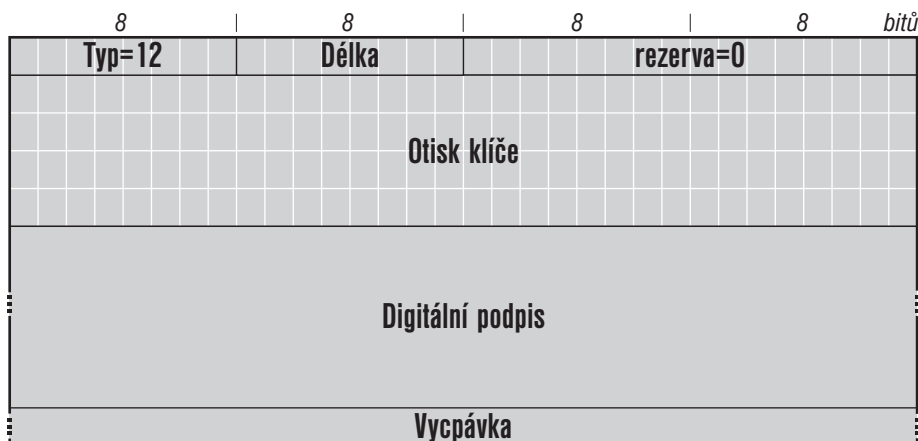 8 8 8 8 bitů
Typ=12 Délka rezerva=0
Otisk klíče
Digitální podpis
Vycpávka